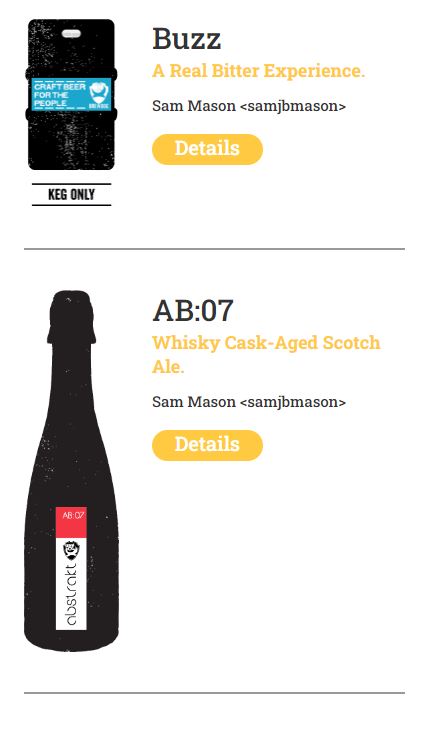 Buzz
A Real Bitter Experience.
Sam Mason <samjbmason>
Details
CRAFT BEER
FOR THE
PEOPLE
BREWDOG
KEG ONLY
AB:07
Whisky Cask-Aged Scotch
Ale.
Sam Mason <samjbmason>
Details
AB:07
abstrakt